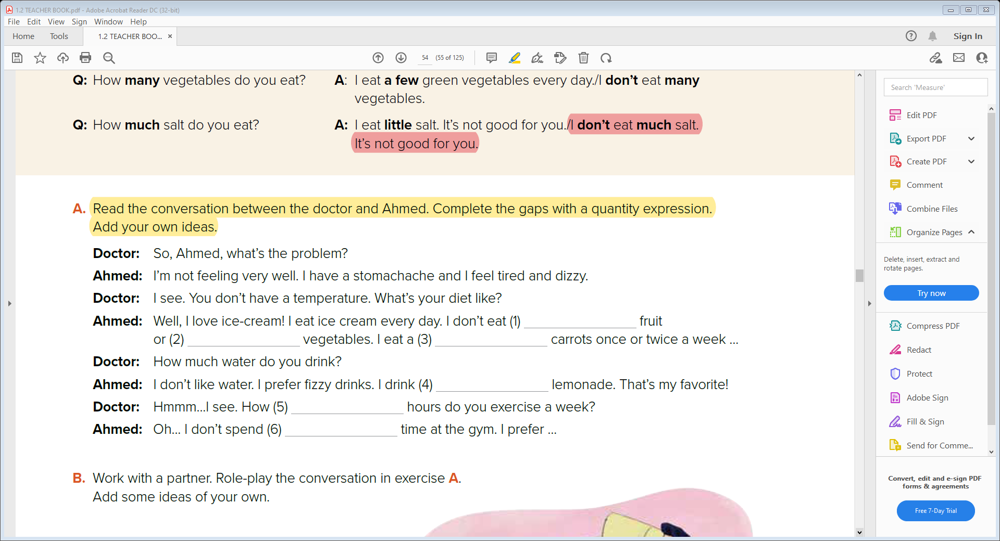 1.2 TEACHER BOOK.pdf - Adobe Acrobat Reader DC (32-bit)
File Edit View Sign Window Help
Home Tools 1.2 TEACHER BOO... × Sign In
54 (55 of 125)
Q: How many vegetables do you eat? A: I eat a few green vegetables every day./I don't eat many
vegetables.
Q: How much salt do you eat? A: I eat little salt. It's not good for you./I don't eat much salt.
It's not good for you.
A. Read the conversation between the doctor and Ahmed. Complete the gaps with a quantity expression.
Add your own ideas.
Doctor: So, Ahmed, what's the problem?
Ahmed: I'm not feeling very well. I have a stomachache and I feel tired and dizzy.
Doctor: I see. You don't have a temperature. What's your diet like?
Ahmed: Well, I love ice-cream! I eat ice cream every day. I don't eat (1) ________________ fruit
or (2) ________________ vegetables. I eat a (3) ________________ carrots once or twice a week ...
Doctor: How much water do you drink?
Ahmed: I don't like water. I prefer fizzy drinks. I drink (4) ________________ lemonade. That's my favorite!
Doctor: Hmmm...I see. How (5) ________________ hours do you exercise a week?
Ahmed: Oh... I don't spend (6) ________________ time at the gym. I prefer ...
B. Work with a partner. Role-play the conversation in exercise A.
Add some ideas of your own.
Search 'Measure'
Edit PDF
Export PDF
Create PDF
Comment
Combine Files
Organize Pages
Delete, insert, extract and
rotate pages.
Try now
Compress PDF
Redact
Protect
Adobe Sign
Fill & Sign
Send for Comme...
Convert, edit and e-sign PDF
forms & agreements
Free 7-Day Trial